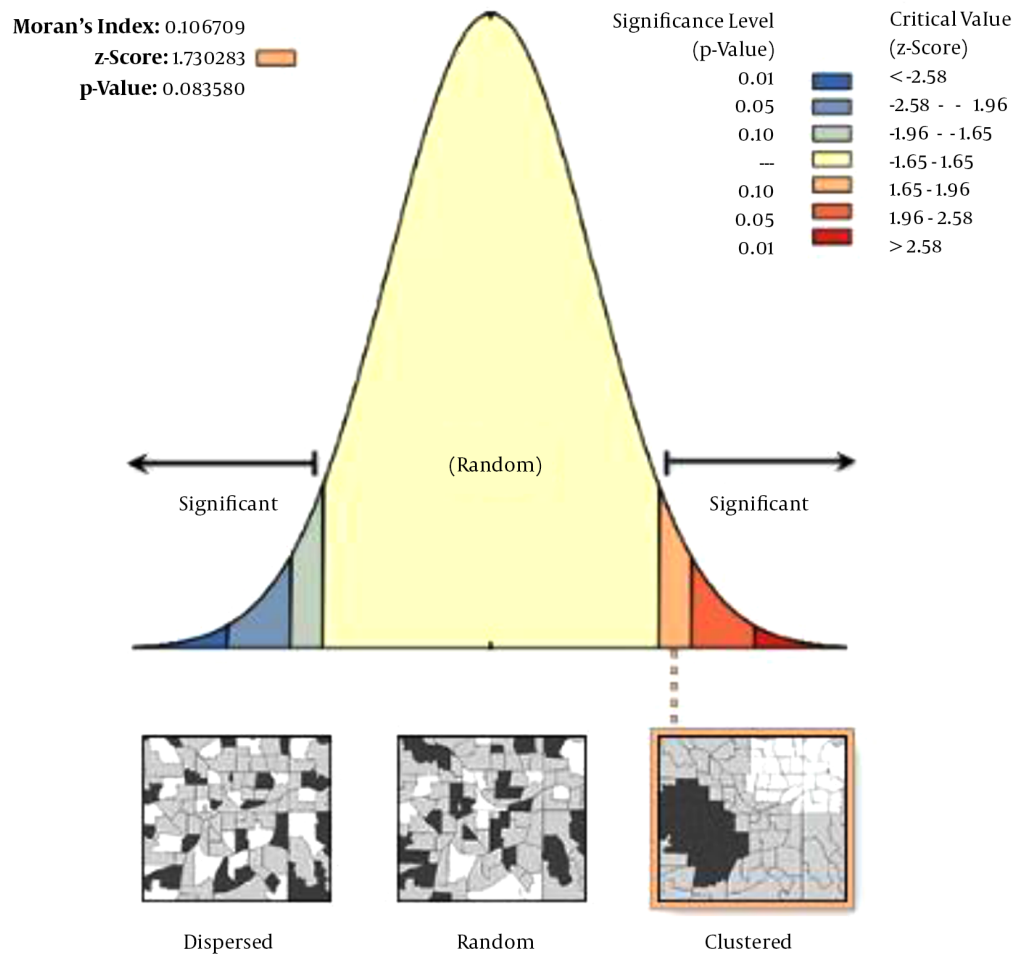 Moran's Index: 0.106709
z-Score: 1.730283
p-Value: 0.083580
Significance Level
(p-Value)
Critical Value
(z-Score)
0.01 < -2.58
0.05 -2.58 - - 1.96
0.10 -1.96 - -1.65
--- -1.65 - 1.65
0.10 1.65 - 1.96
0.05 1.96 - 2.58
0.01 > 2.58
(Random)
Significant
Significant
Dispersed
Random
Clustered